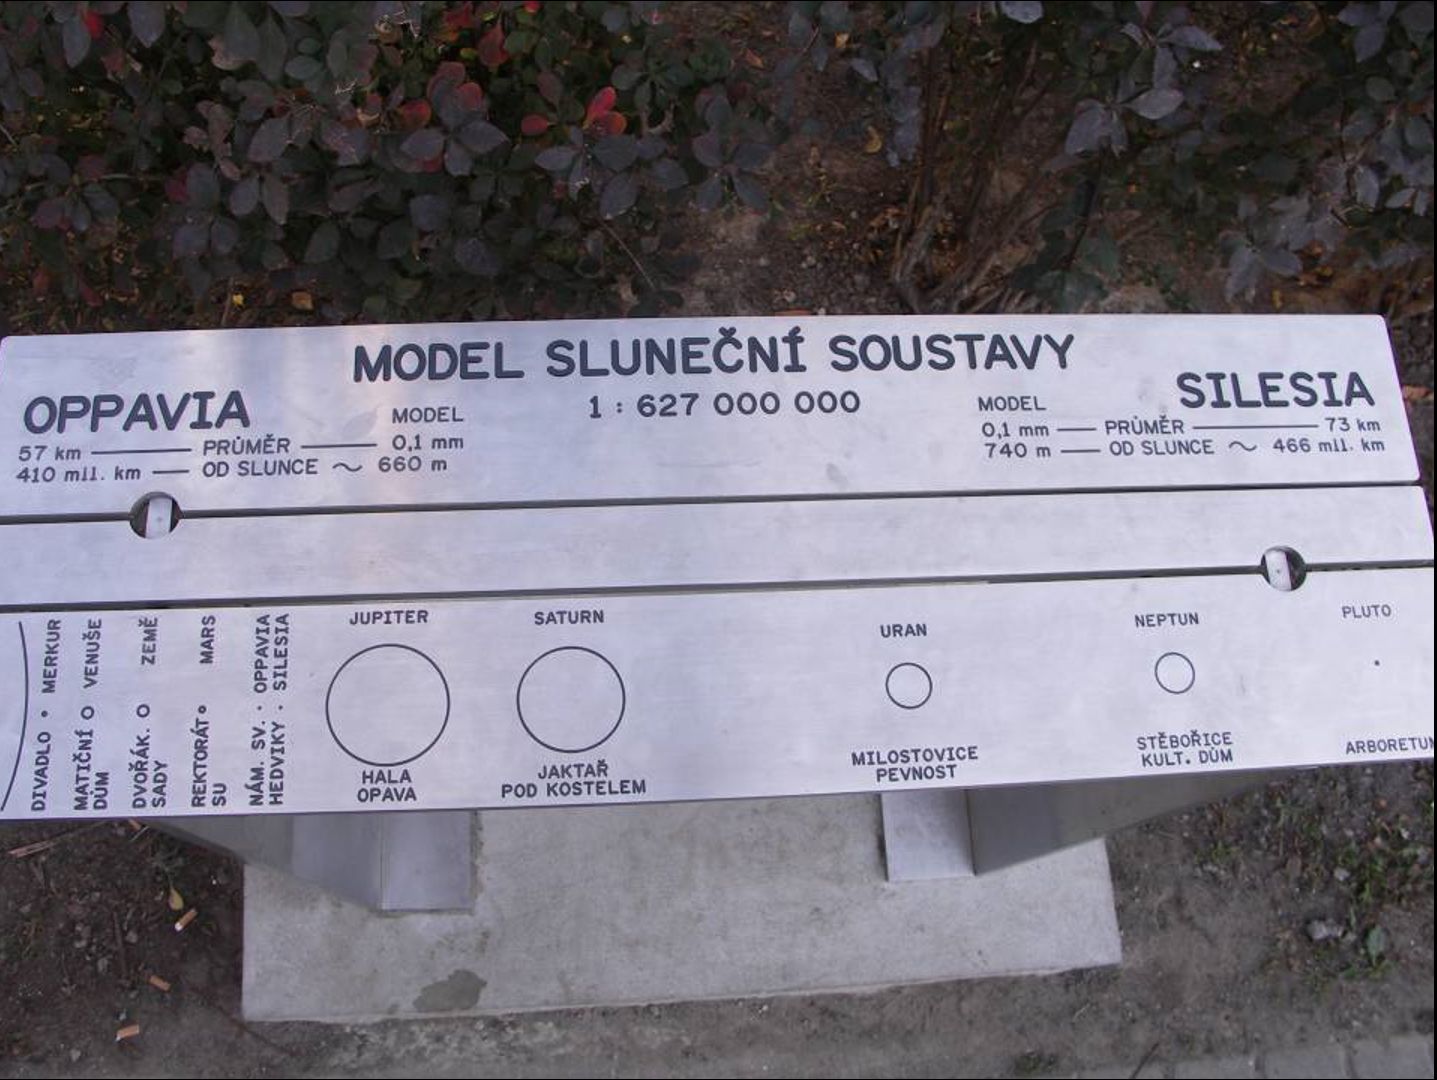 MODEL SLUNEČNÍ SOUSTAVY
1 : 627 000 000
OPPAVIA
MODEL
57 km PRŮMĚR 0,1 mm
410 mil. km OD SLUNCE ~ 660 m
SILESIA
MODEL
0,1 mm PRŮMĚR 73 km
740 m OD SLUNCE ~ 466 mil. km
DIVADLO MERKUR
MATIČNÍ VENUŠE
DŮM
DVOŘÁK. ZEMĚ
SADY
REKTORÁT MARS
SU
NÁM. SV. · OPPAVIA
HEDVIKY · SILESIA
JUPITER
HALA
OPAVA
SATURN
JAKTAŘ
POD KOSTELEM
URAN
MILOSTOVICE
PEVNOST
NEPTUN
STĚBOŘICE
KULT. DŮM
PLUTO
ARBORETUM